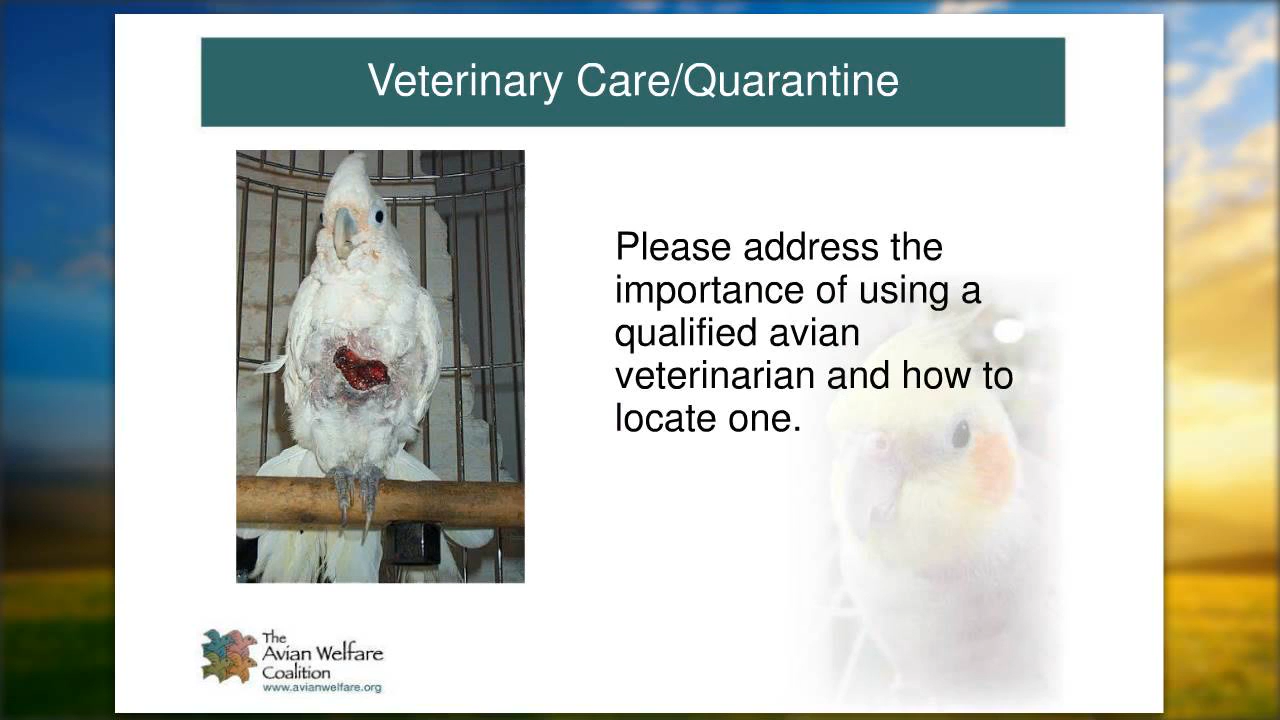 Veterinary Care/Quarantine
Please address the
importance of using a
qualified avian
veterinarian and how to
locate one.
The
Avian Welfare
Coalition
www.avianwelfare.org